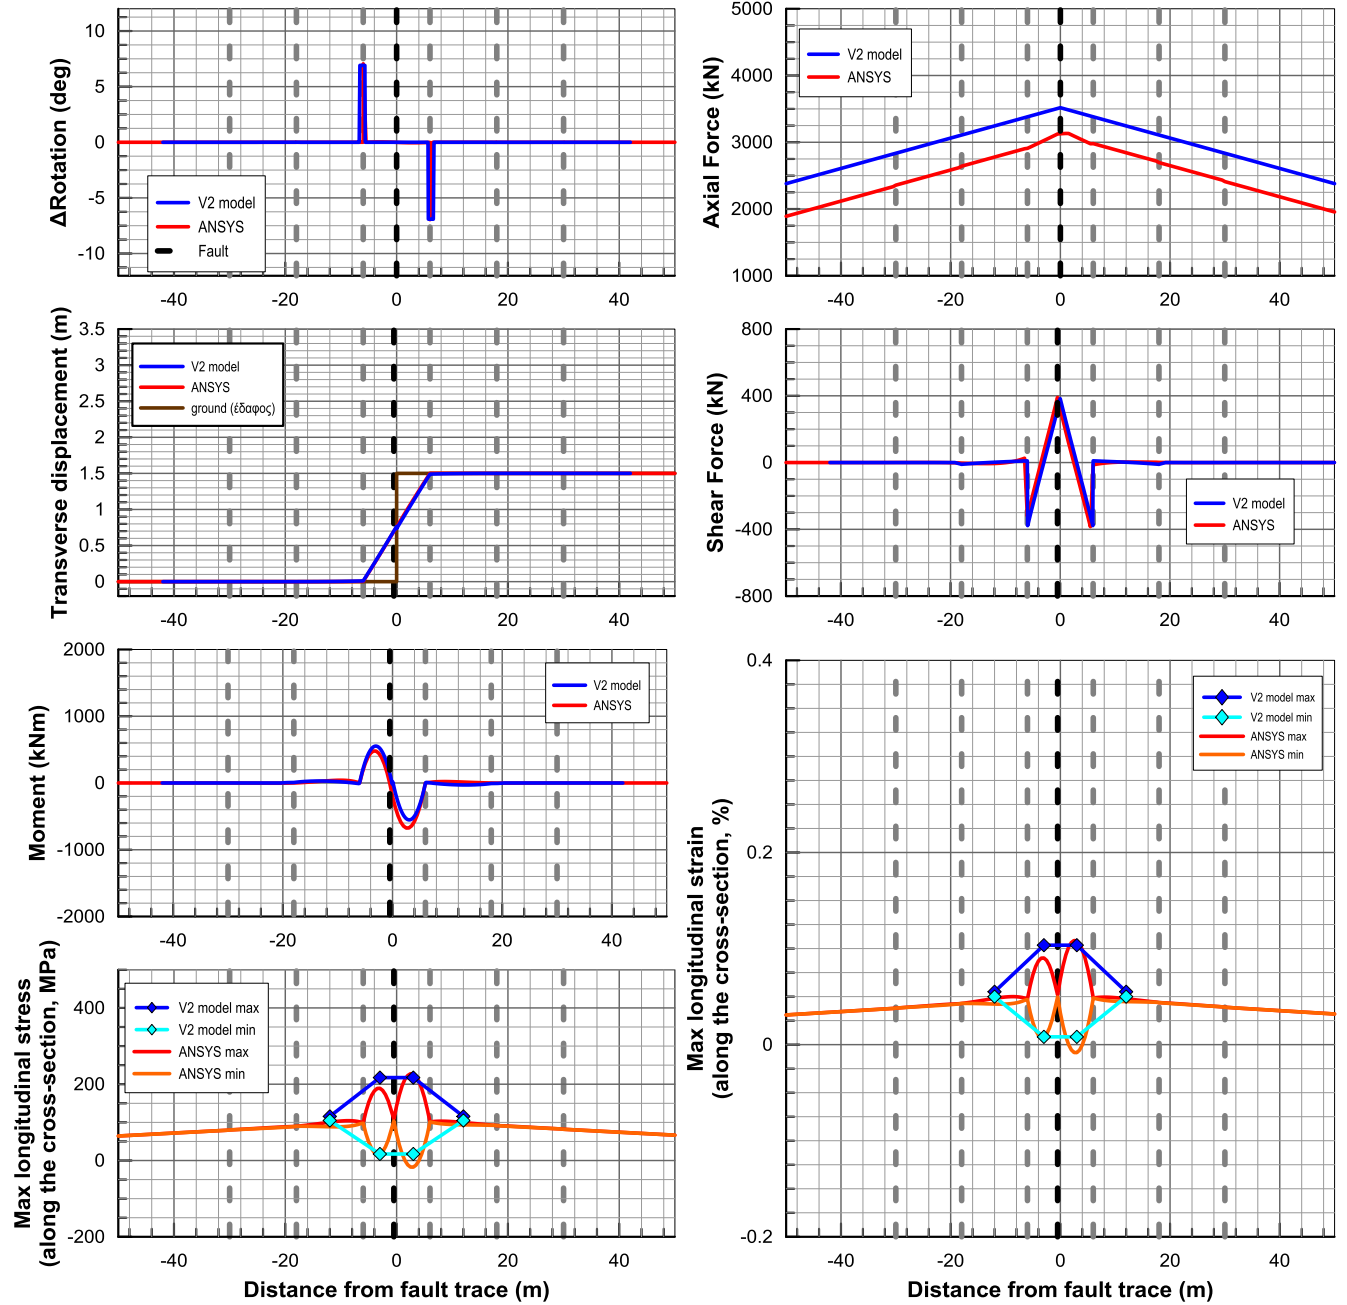 ΔRotation (deg)
10
5
0
-5
-10
V2 model
ANSYS
Fault
-40
-20
0
20
40
Axial Force (kN)
5000
4000
3000
2000
1000
V2 model
ANSYS
-40
-20
0
20
40
Transverse displacement (m)
3.5
3
2.5
2
1.5
1
0.5
0
V2 model
ANSYS
ground (έδαφος)
-40
-20
0
20
40
Shear Force (kN)
800
400
0
-400
-800
V2 model
ANSYS
-40
-20
0
20
40
Moment (kNm)
2000
1000
0
-1000
-2000
V2 model
ANSYS
-40
-20
0
20
40
Max longitudinal stress
(along the cross-section, MPa)
400
200
0
-200
V2 model max
V2 model min
ANSYS max
ANSYS min
-40
-20
0
20
40
Distance from fault trace (m)
Max longitudinal strain
(along the cross-section, %)
0.4
0.2
0
-0.2
V2 model max
V2 model min
ANSYS max
ANSYS min
-40
-20
0
20
40
Distance from fault trace (m)